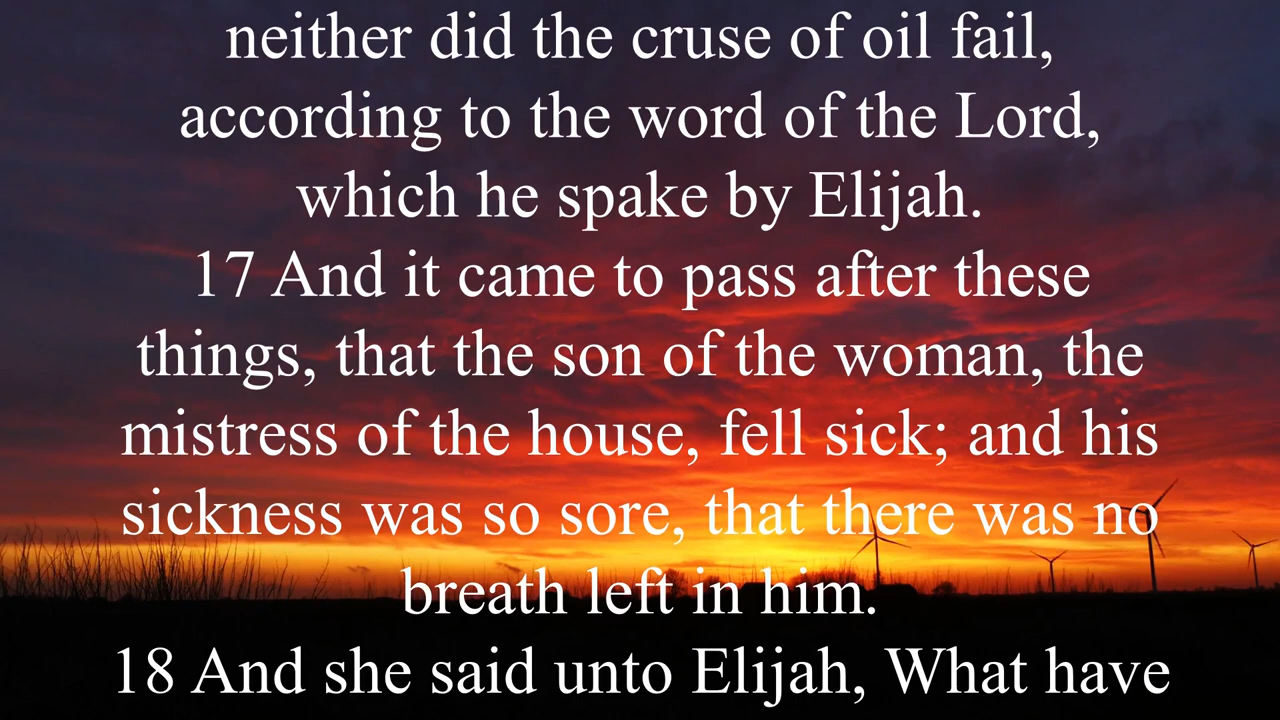 neither did the cruse of oil fail,
according to the word of the Lord,
which he spake by Elijah.
17 And it came to pass after these
things, that the son of the woman, the
mistress of the house, fell sick; and his
sickness was so sore, that there was no
breath left in him.
18 And she said unto Elijah, What have